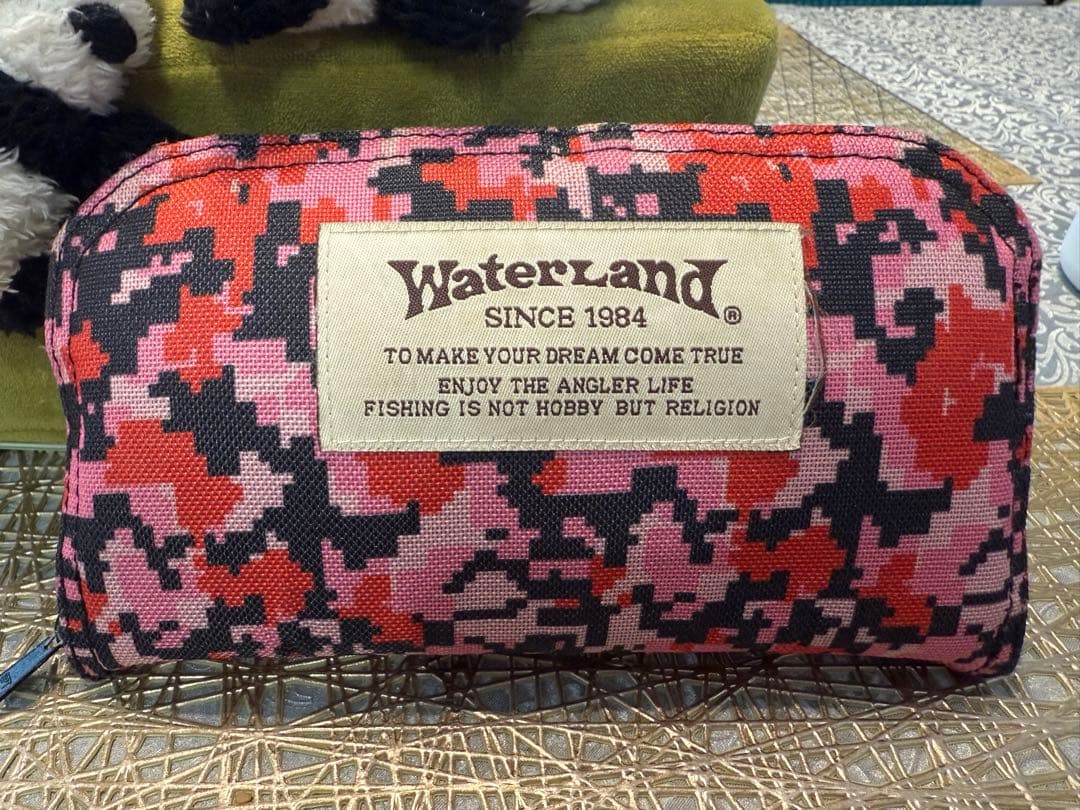 WaterLand®
SINCE 1984
TO MAKE YOUR DREAM COME TRUE
ENJOY THE ANGLER LIFE
FISHING IS NOT HOBBY BUT RELIGION